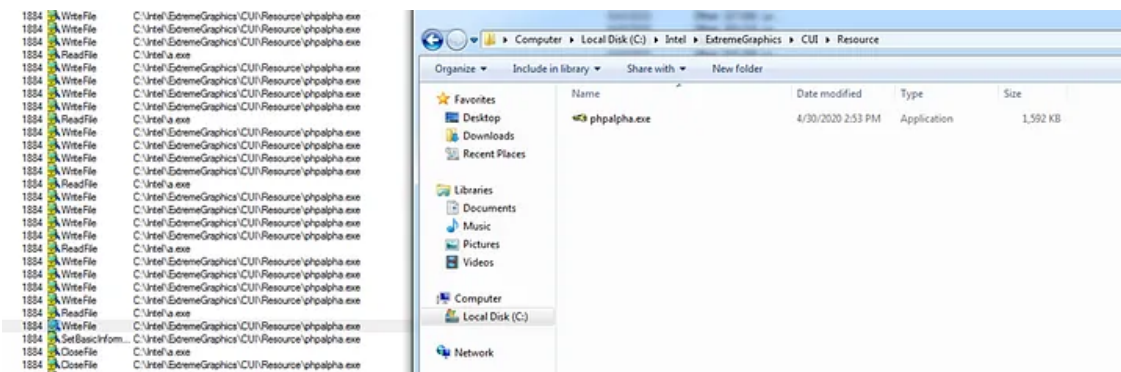 1884 WriteFile C:\Intel\ExtremeGraphics\CUI\Resource\phpalpha.exe
1884 WriteFile C:\Intel\ExtremeGraphics\CUI\Resource\phpalpha.exe
1884 WriteFile C:\Intel\ExtremeGraphics\CUI\Resource\phpalpha.exe
1884 ReadFile C:\Intel\a.exe
1884 WriteFile C:\Intel\ExtremeGraphics\CUI\Resource\phpalpha.exe
1884 WriteFile C:\Intel\ExtremeGraphics\CUI\Resource\phpalpha.exe
1884 WriteFile C:\Intel\ExtremeGraphics\CUI\Resource\phpalpha.exe
1884 WriteFile C:\Intel\ExtremeGraphics\CUI\Resource\phpalpha.exe
1884 ReadFile C:\Intel\a.exe
1884 WriteFile C:\Intel\ExtremeGraphics\CUI\Resource\phpalpha.exe
1884 WriteFile C:\Intel\ExtremeGraphics\CUI\Resource\phpalpha.exe
1884 WriteFile C:\Intel\ExtremeGraphics\CUI\Resource\phpalpha.exe
1884 WriteFile C:\Intel\ExtremeGraphics\CUI\Resource\phpalpha.exe
1884 ReadFile C:\Intel\a.exe
1884 WriteFile C:\Intel\ExtremeGraphics\CUI\Resource\phpalpha.exe
1884 WriteFile C:\Intel\ExtremeGraphics\CUI\Resource\phpalpha.exe
1884 WriteFile C:\Intel\ExtremeGraphics\CUI\Resource\phpalpha.exe
1884 WriteFile C:\Intel\ExtremeGraphics\CUI\Resource\phpalpha.exe
1884 ReadFile C:\Intel\a.exe
1884 WriteFile C:\Intel\ExtremeGraphics\CUI\Resource\phpalpha.exe
1884 WriteFile C:\Intel\ExtremeGraphics\CUI\Resource\phpalpha.exe
1884 WriteFile C:\Intel\ExtremeGraphics\CUI\Resource\phpalpha.exe
1884 WriteFile C:\Intel\ExtremeGraphics\CUI\Resource\phpalpha.exe
1884 ReadFile C:\Intel\a.exe
1884 WriteFile C:\Intel\ExtremeGraphics\CUI\Resource\phpalpha.exe
1884 SetBasicInform... C:\Intel\ExtremeGraphics\CUI\Resource\phpalpha.exe
1884 CloseFile C:\Intel\a.exe
1884 CloseFile C:\Intel\ExtremeGraphics\CUI\Resource\phpalpha.exe
Computer Local Disk (C:) Intel ExtremeGraphics CUI Resource
Organize Include in library Share with New folder
Favorites
Desktop
Downloads
Recent Places
Libraries
Documents
Music
Pictures
Videos
Computer
Local Disk (C:)
Network
Name Date modified Type Size
phpalpha.exe 4/30/2020 2:53 PM Application 1,592 KB